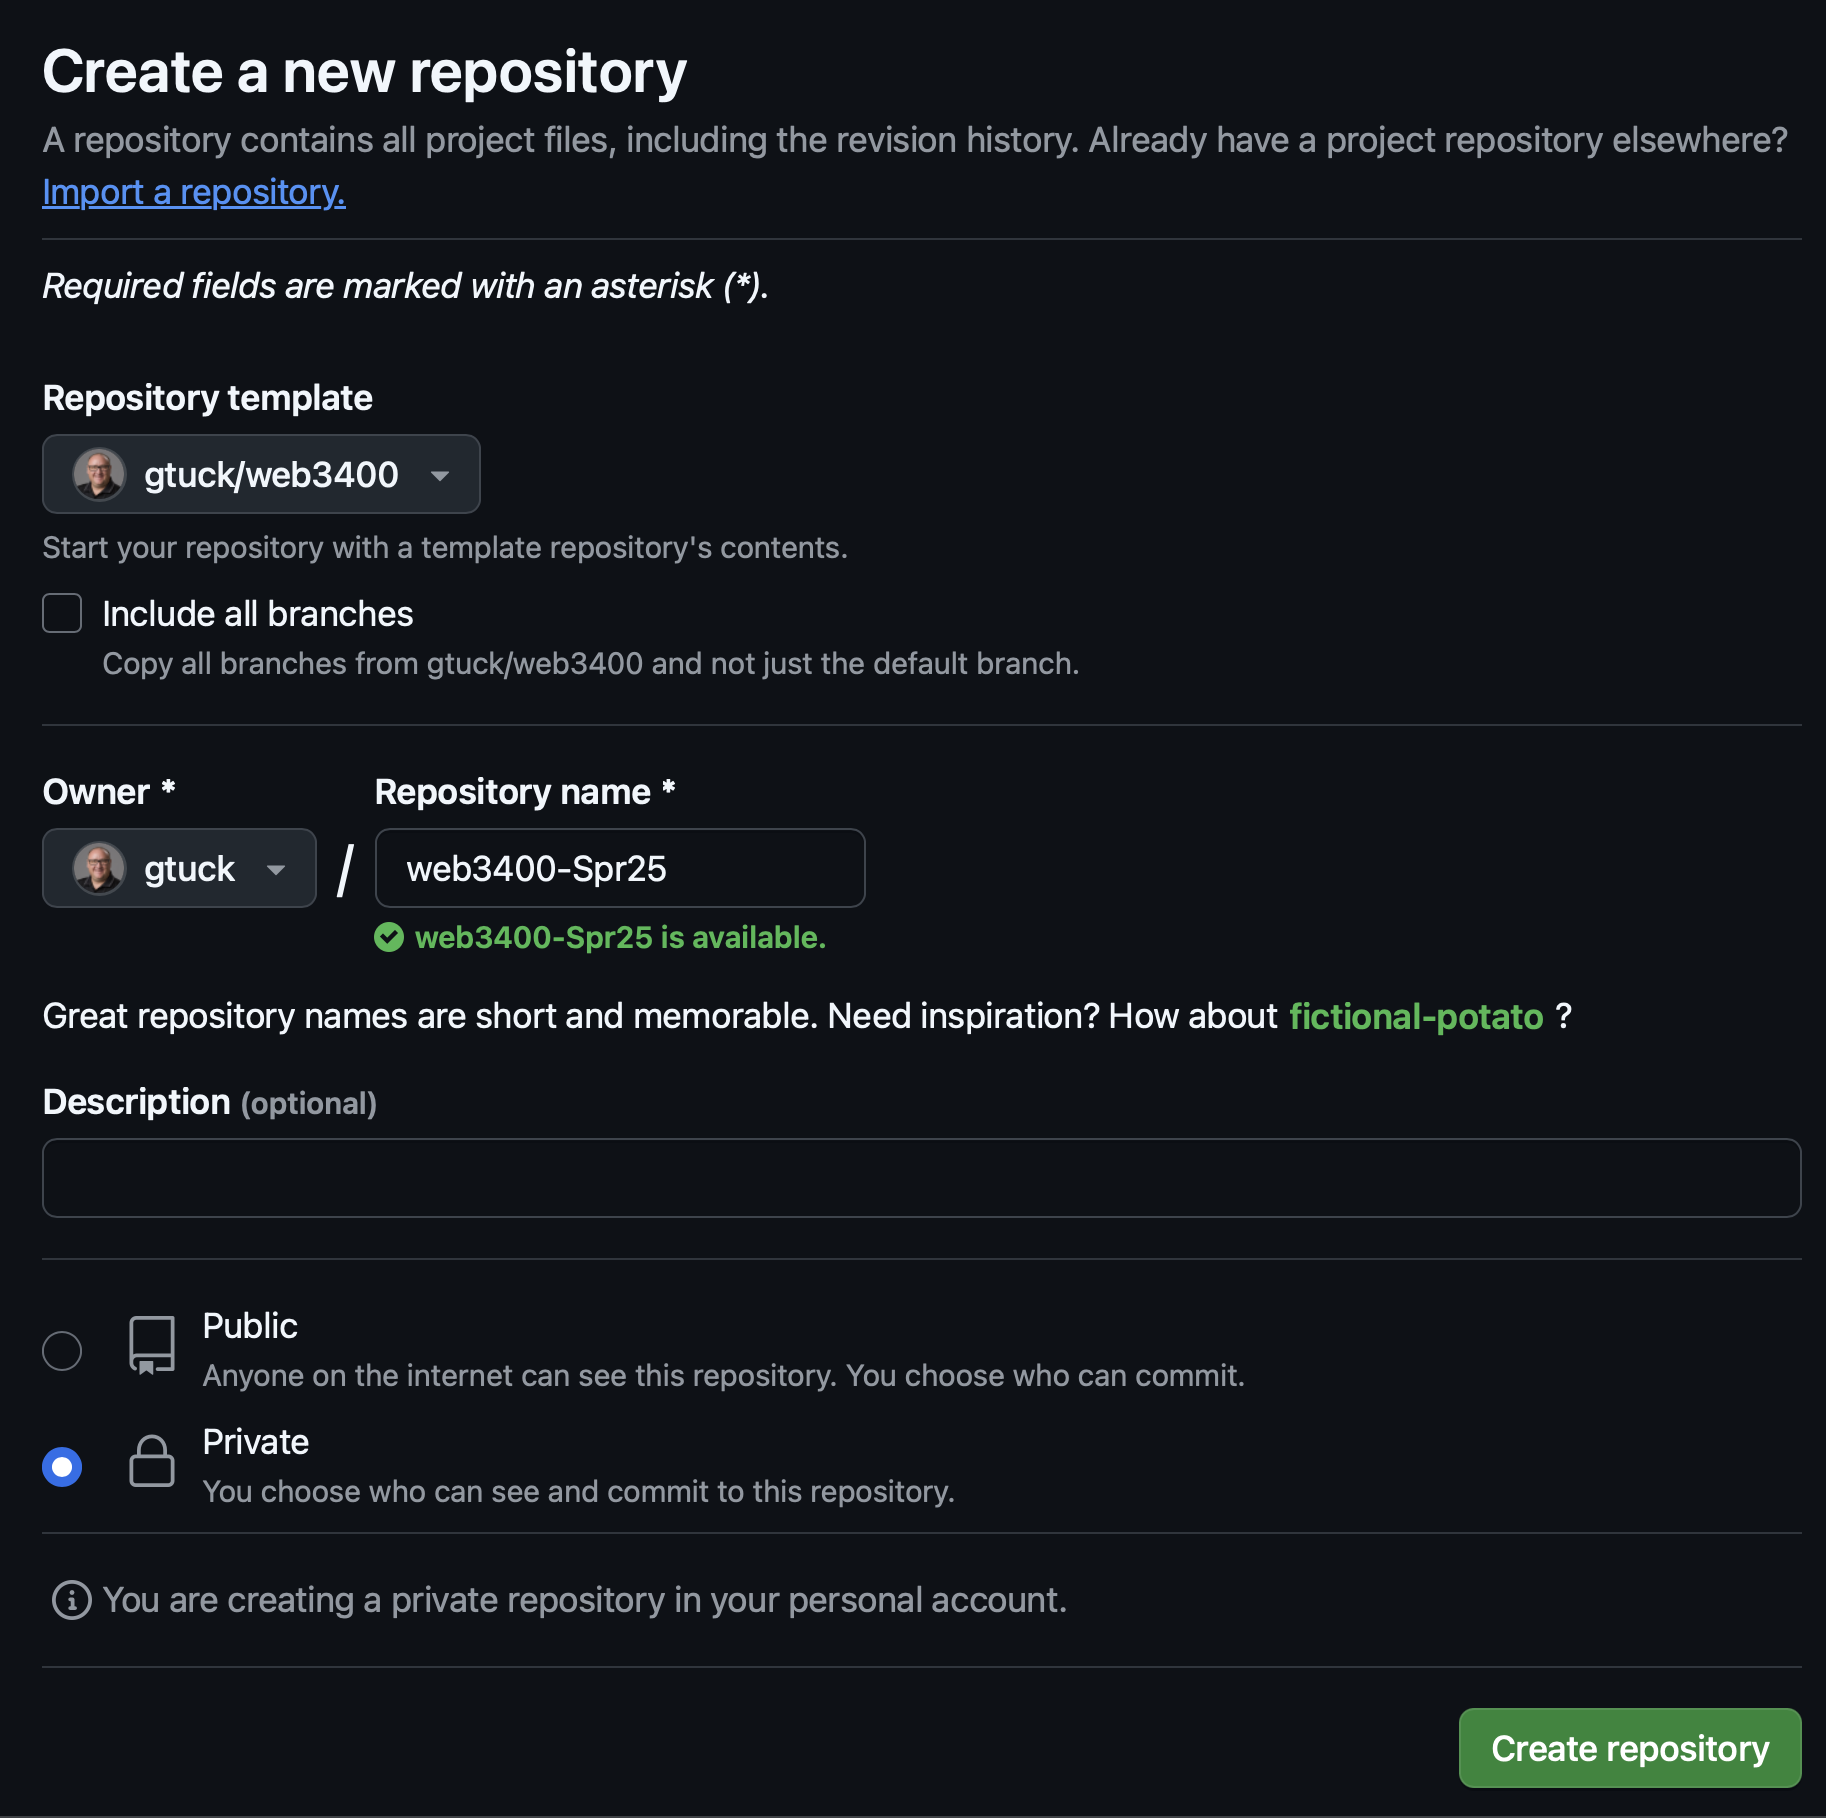 Create a new repository
A repository contains all project files, including the revision history. Already have a project repository elsewhere?
Import a repository.
Required fields are marked with an asterisk (*).
Repository template
gtuck/web3400
Start your repository with a template repository's contents.
Include all branches
Copy all branches from gtuck/web3400 and not just the default branch.
Owner * Repository name *
gtuck / web3400-Spr25
web3400-Spr25 is available.
Great repository names are short and memorable. Need inspiration? How about fictional-potato ?
Description (optional)
Public
Anyone on the internet can see this repository. You choose who can commit.
Private
You choose who can see and commit to this repository.
You are creating a private repository in your personal account.
Create repository